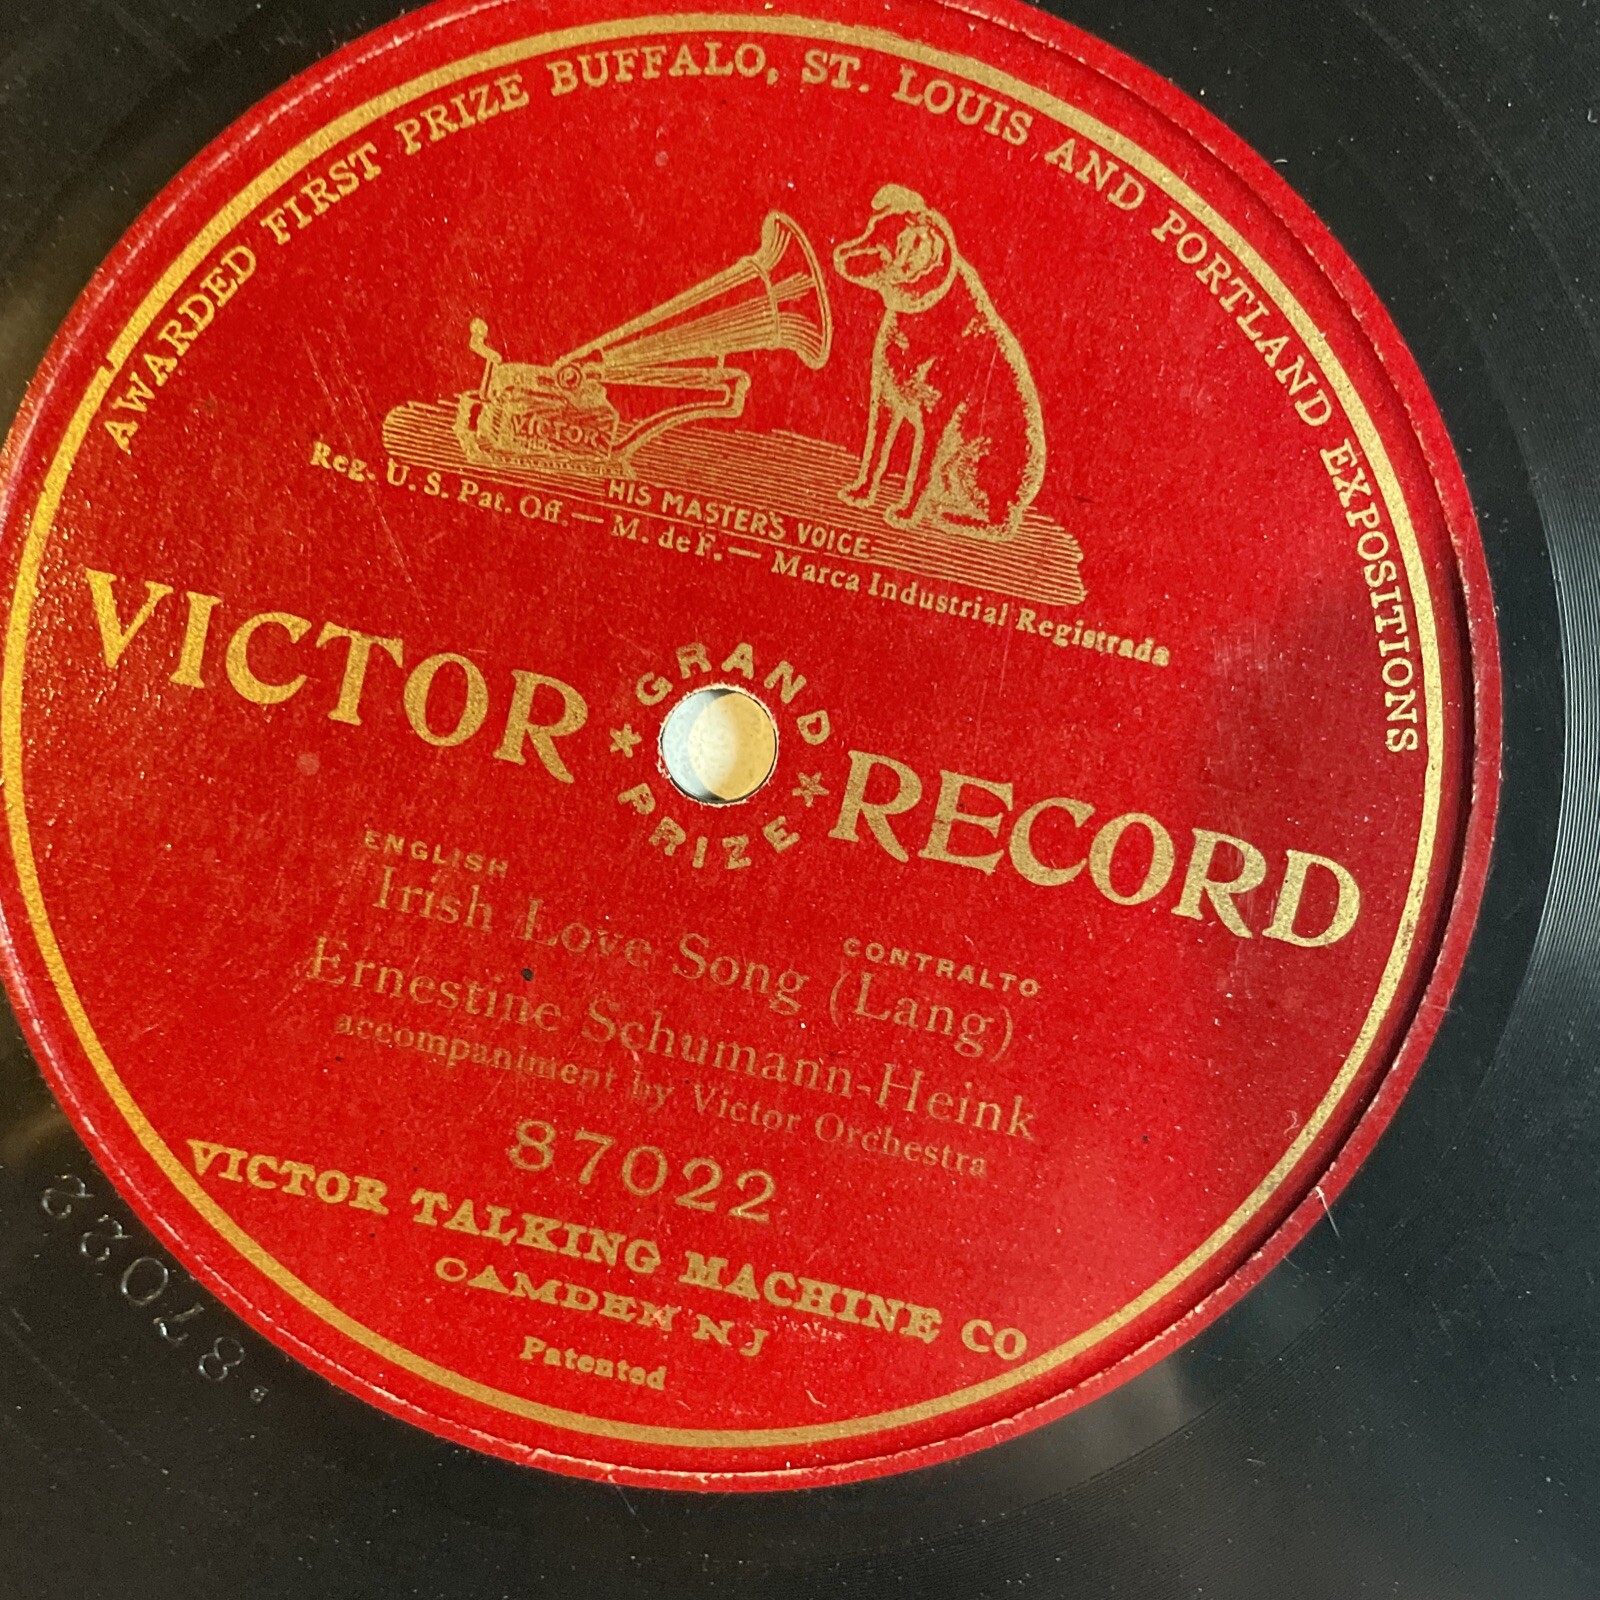 AWARDED FIRST PRIZE BUFFALO, ST. LOUIS AND PORTLAND EXPOSITIONS
VICTOR
HIS MASTER'S VOICE
Reg. U. S. Pat. Off.— M. de F.— Marca Industrial Registrada
VICTOR RECORD
GRAND PRIZE
ENGLISH
Irish Love Song (Lang)
CONTRALTO
Ernestine Schumann-Heink
accompaniment by Victor Orchestra
87022
VICTOR TALKING MACHINE CO
CAMDEN N J
Patented
87022